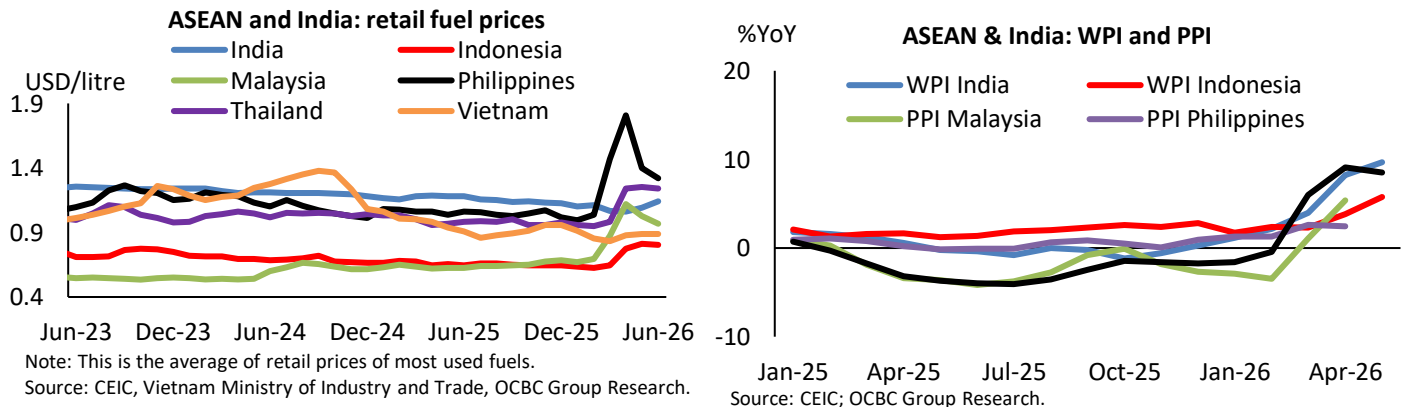 ASEAN and India: retail fuel prices
India
Indonesia
Malaysia
Philippines
Thailand
Vietnam
USD/litre
1.9
1.4
0.9
0.4
Jun-23 Dec-23 Jun-24 Dec-24 Jun-25 Dec-25 Jun-26
Note: This is the average of retail prices of most used fuels.
Source: CEIC, Vietnam Ministry of Industry and Trade, OCBC Group Research.
%YoY
ASEAN & India: WPI and PPI
WPI India
WPI Indonesia
PPI Malaysia
PPI Philippines
20
10
0
-10
Jan-25 Apr-25 Jul-25 Oct-25 Jan-26 Apr-26
Source: CEIC; OCBC Group Research.